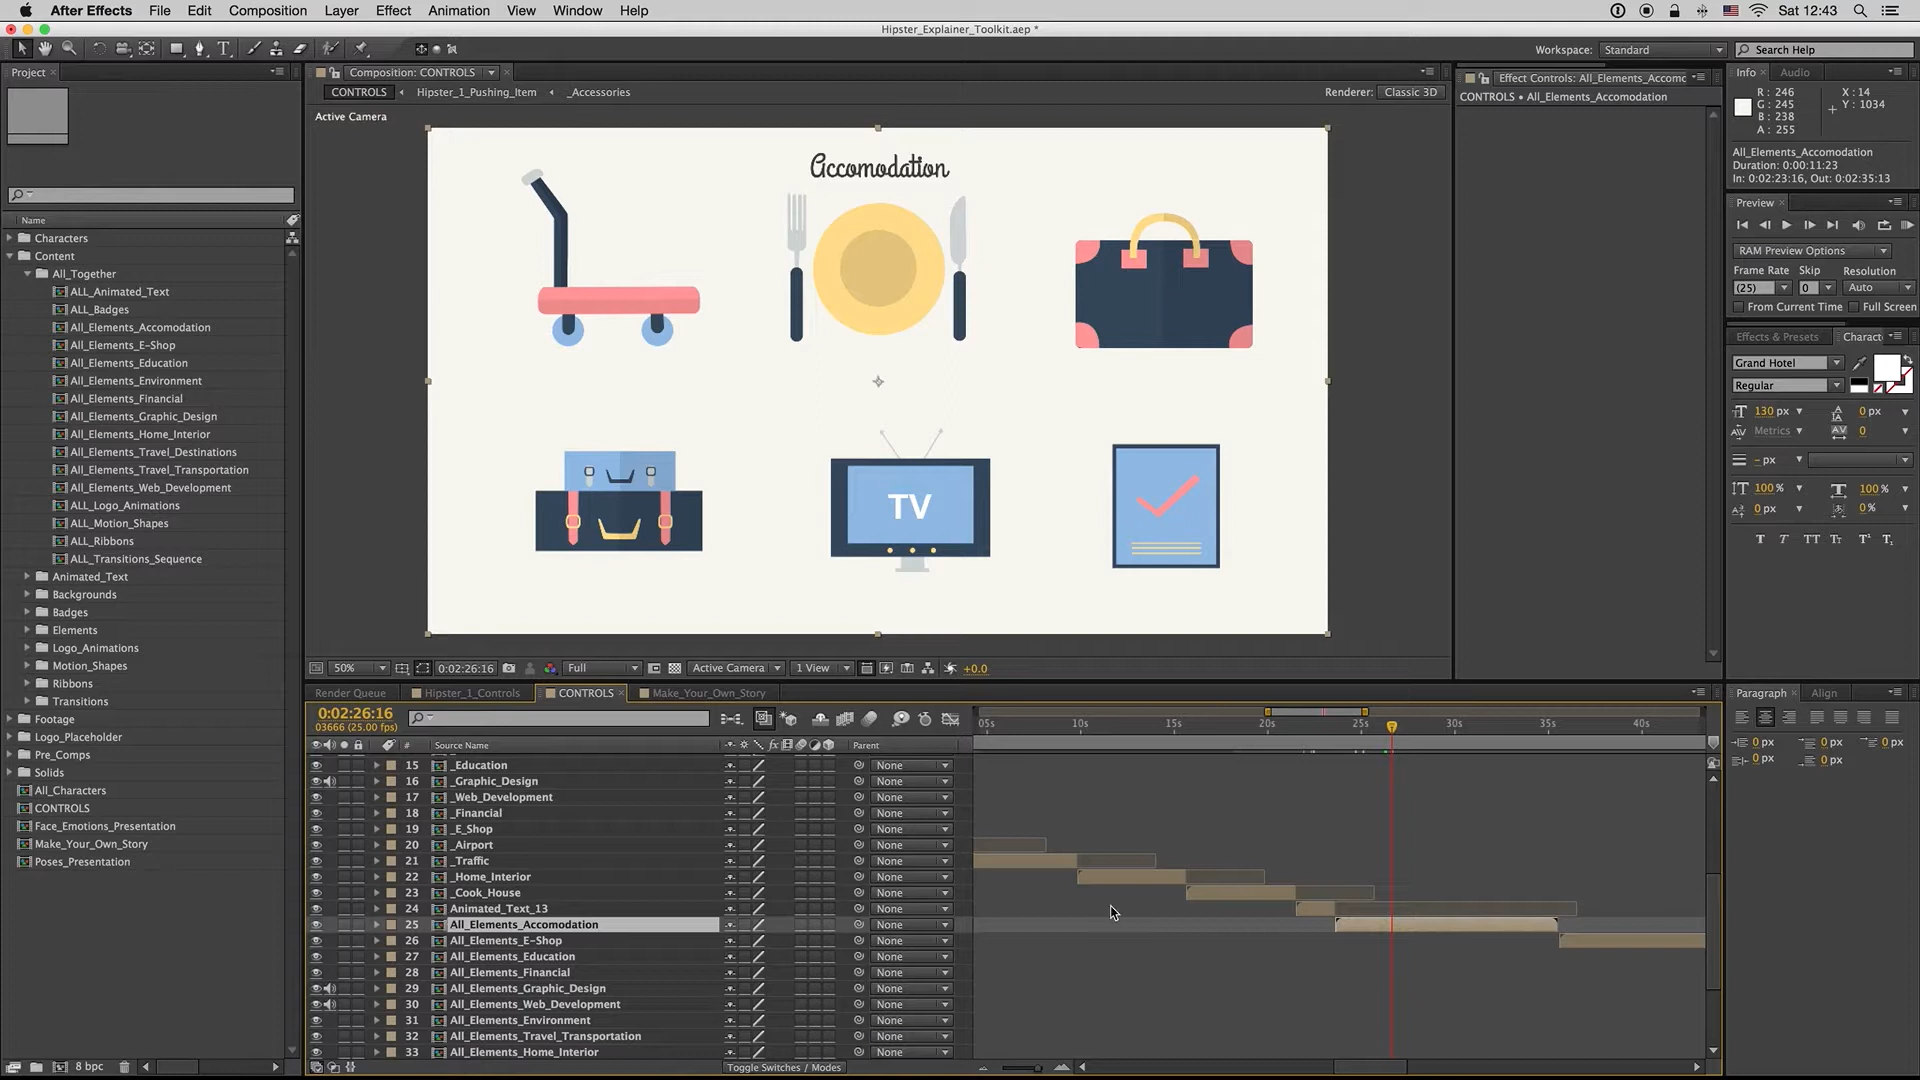 After Effects File Edit Composition Layer Effect Animation View Window Help Sat 12:43
Hipster_Explainer_Toolkit.aep *
Workspace: Standard Search Help
Project
Composition: CONTROLS
Effect Controls: All_Elements_Accomo
Info Audio
CONTROLS Hipster_1_Pushing_Item _Accessories
Renderer: Classic 3D
CONTROLS • All_Elements_Accomodation
R: 246 X: 14
G: 245 Y: 1034
B: 238
A: 255
Active Camera
All_Elements_Accomodation
Duration: 0:00:11:23
In: 0:02:23:16, Out: 0:02:35:13
Accomodation
TV
Preview
RAM Preview Options
Frame Rate Skip Resolution
(25) 0 Auto
From Current Time Full Screen
Effects & Presets Charact
Grand Hotel
Regular
130 px 0 px
Metrics 0
- px
100 % 100 %
0 px 0 %
T T TT Tt T¹ T₁
Name
Characters
Content
All_Together
ALL_Animated_Text
ALL_Badges
All_Elements_Accomodation
All_Elements_E-Shop
All_Elements_Education
All_Elements_Environment
All_Elements_Financial
All_Elements_Graphic_Design
All_Elements_Home_Interior
All_Elements_Travel_Destinations
All_Elements_Travel_Transportation
All_Elements_Web_Development
ALL_Logo_Animations
ALL_Motion_Shapes
ALL_Ribbons
ALL_Transitions_Sequence
Animated_Text
Backgrounds
Badges
Elements
Logo_Animations
Motion_Shapes
Ribbons
Transitions
Footage
Logo_Placeholder
Pre_Comps
Solids
All_Characters
CONTROLS
Face_Emotions_Presentation
Make_Your_Own_Story
Poses_Presentation
8 bpc
50% 0:02:26:16 Full Active Camera 1 View +0.0
Render Queue Hipster_1_Controls CONTROLS Make_Your_Own_Story
0:02:26:16
03666 (25.00 fps)
05s 10s 15s 20s 25s 30s 35s 40s
# Source Name fx Parent
15 _Education None
16 _Graphic_Design None
17 _Web_Development None
18 _Financial None
19 _E_Shop None
20 _Airport None
21 _Traffic None
22 _Home_Interior None
23 _Cook_House None
24 Animated_Text_13 None
25 All_Elements_Accomodation None
26 All_Elements_E-Shop None
27 All_Elements_Education None
28 All_Elements_Financial None
29 All_Elements_Graphic_Design None
30 All_Elements_Web_Development None
31 All_Elements_Environment None
32 All_Elements_Travel_Transportation None
33 All_Elements_Home_Interior None
Toggle Switches / Modes
Paragraph Align
0 px 0 px 0 px
0 px 0 px